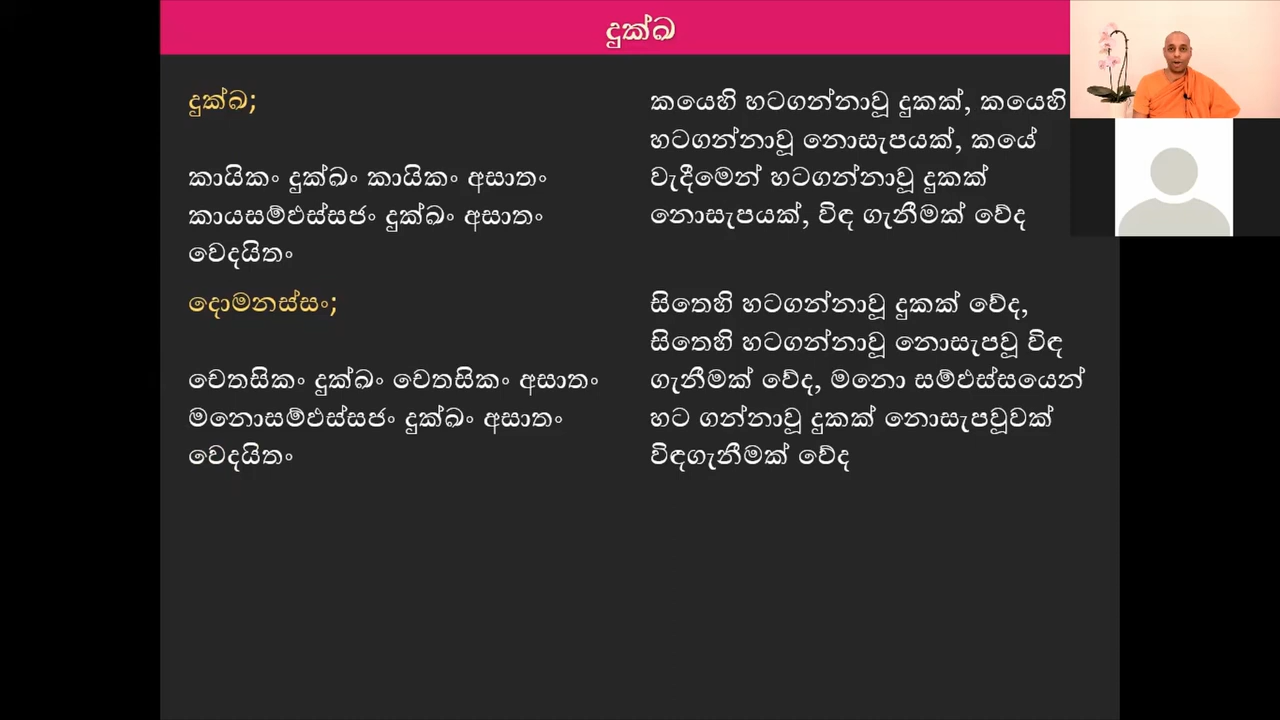 දුක්ඛ
දුක්ඛ;
කායිකං දුක්ඛං කායිකං අසාතං
කායසම්ඵස්සජං දුක්ඛං අසාතං
වෙදයිතං
කයෙහි හටගන්නාවූ දුකක්, කයෙහි
හටගන්නාවූ නොසැපයක්, කයේ
වැදීමෙන් හටගන්නාවූ දුකක්
නොසැපයක්, විඳ ගැනීමක් වේද
දොමනස්සං;
චෙතසිකං දුක්ඛං චෙතසිකං අසාතං
මනොසම්ඵස්සජං දුක්ඛං අසාතං
වෙදයිතං
සිතෙහි හටගන්නාවූ දුකක් වේද,
සිතෙහි හටගන්නාවූ නොසැපවූ විඳ
ගැනීමක් වේද, මනො සම්ඵස්සයෙන්
හට ගන්නාවූ දුකක් නොසැපවූවක්
විඳගැනීමක් වේද